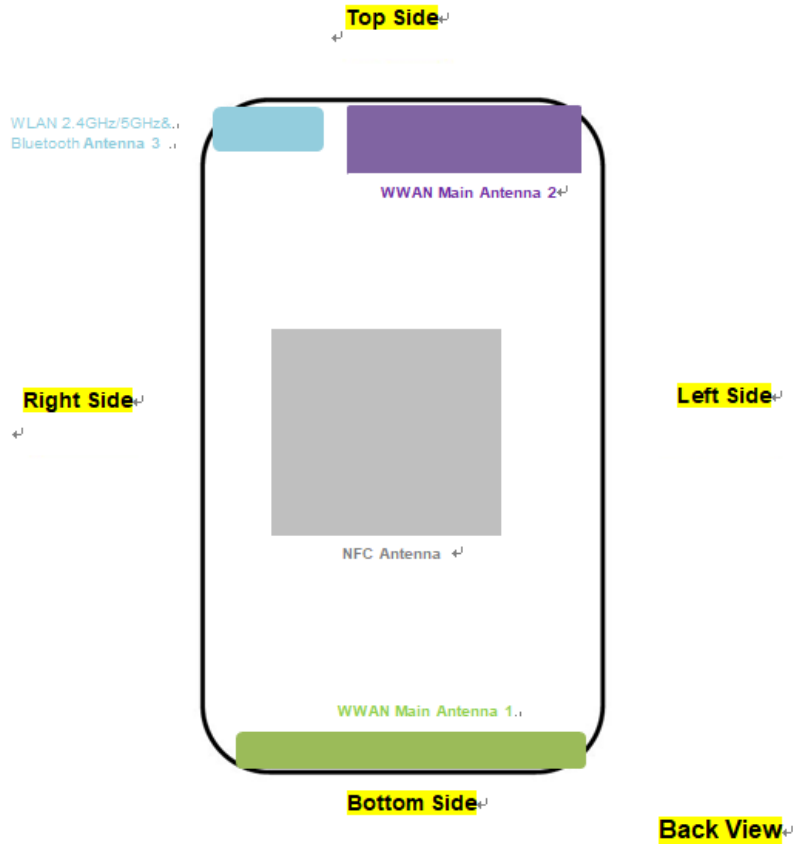 Top Side
WLAN 2.4GHz/5GHz&
Bluetooth Antenna 3
WWAN Main Antenna 2
Right Side
Left Side
NFC Antenna
WWAN Main Antenna 1
Bottom Side
Back View